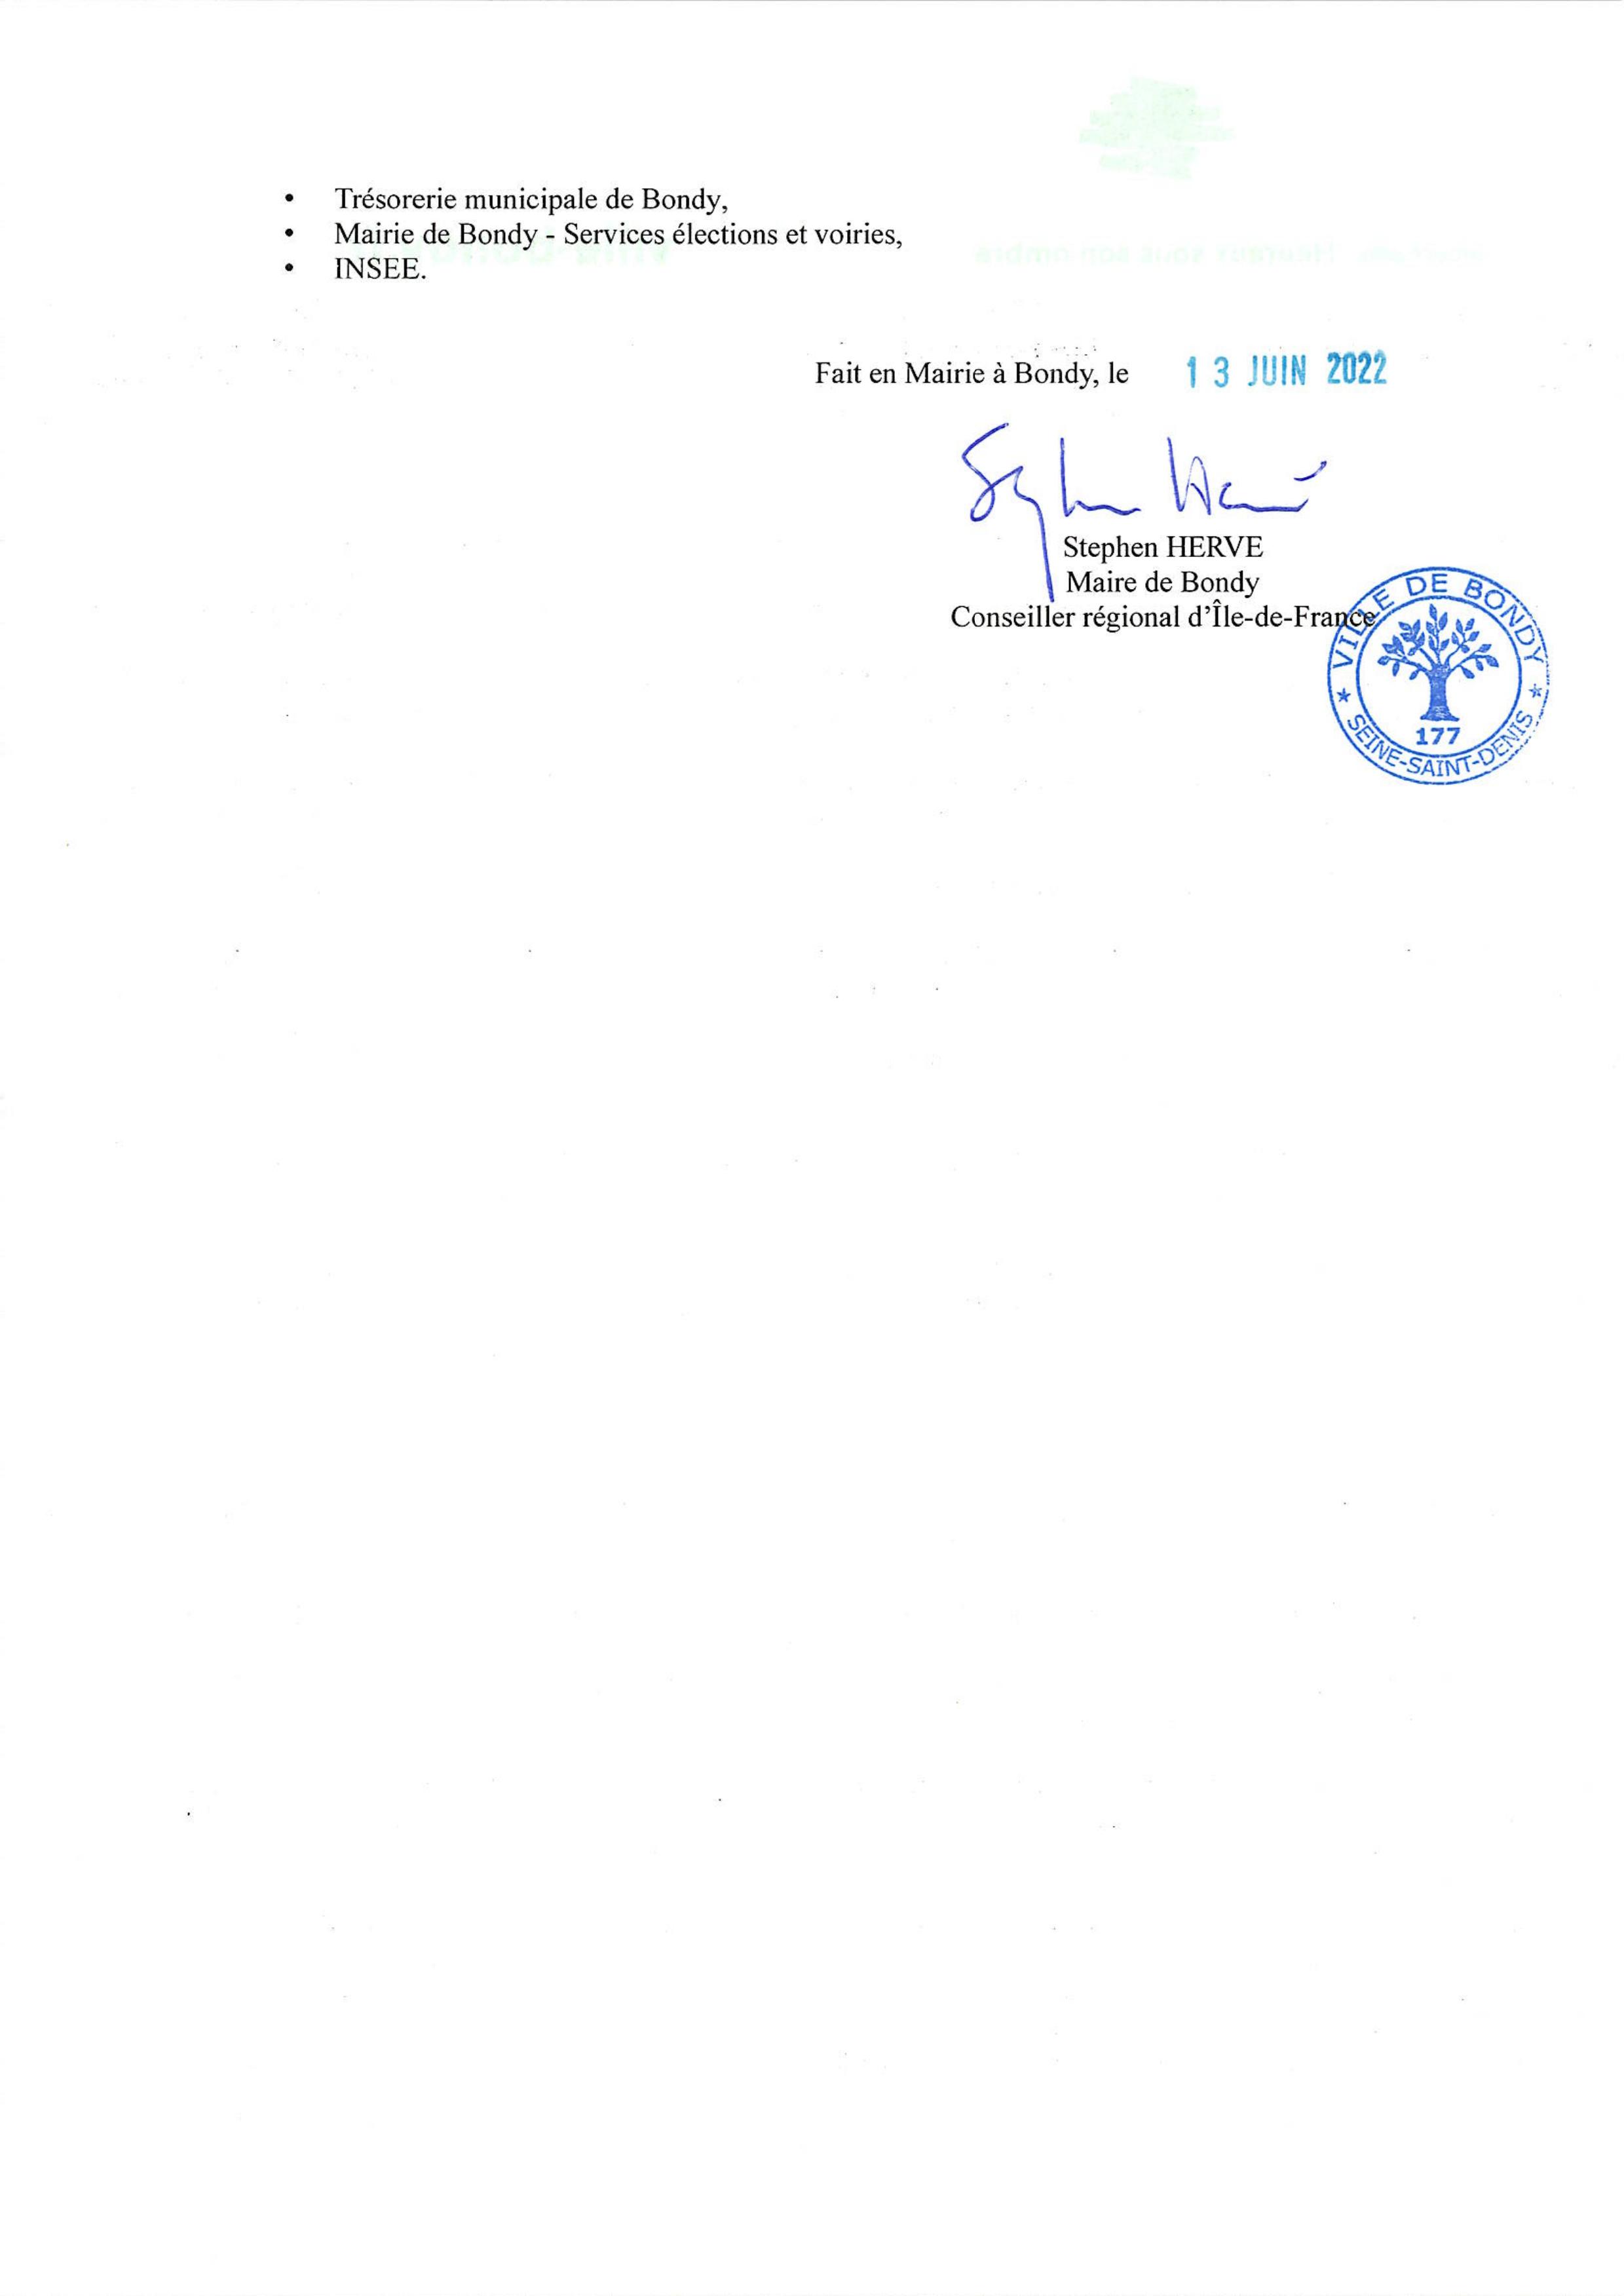 • Trésorerie municipale de Bondy,
• Mairie de Bondy - Services élections et voiries,
• INSEE.
Fait en Mairie à Bondy, le 13 JUIN 2022
Stephen HERVE
Maire de Bondy
Conseiller régional d'Île-de-France
VILLE DE BONDY
177
* SEINE-SAINT-DENIS *